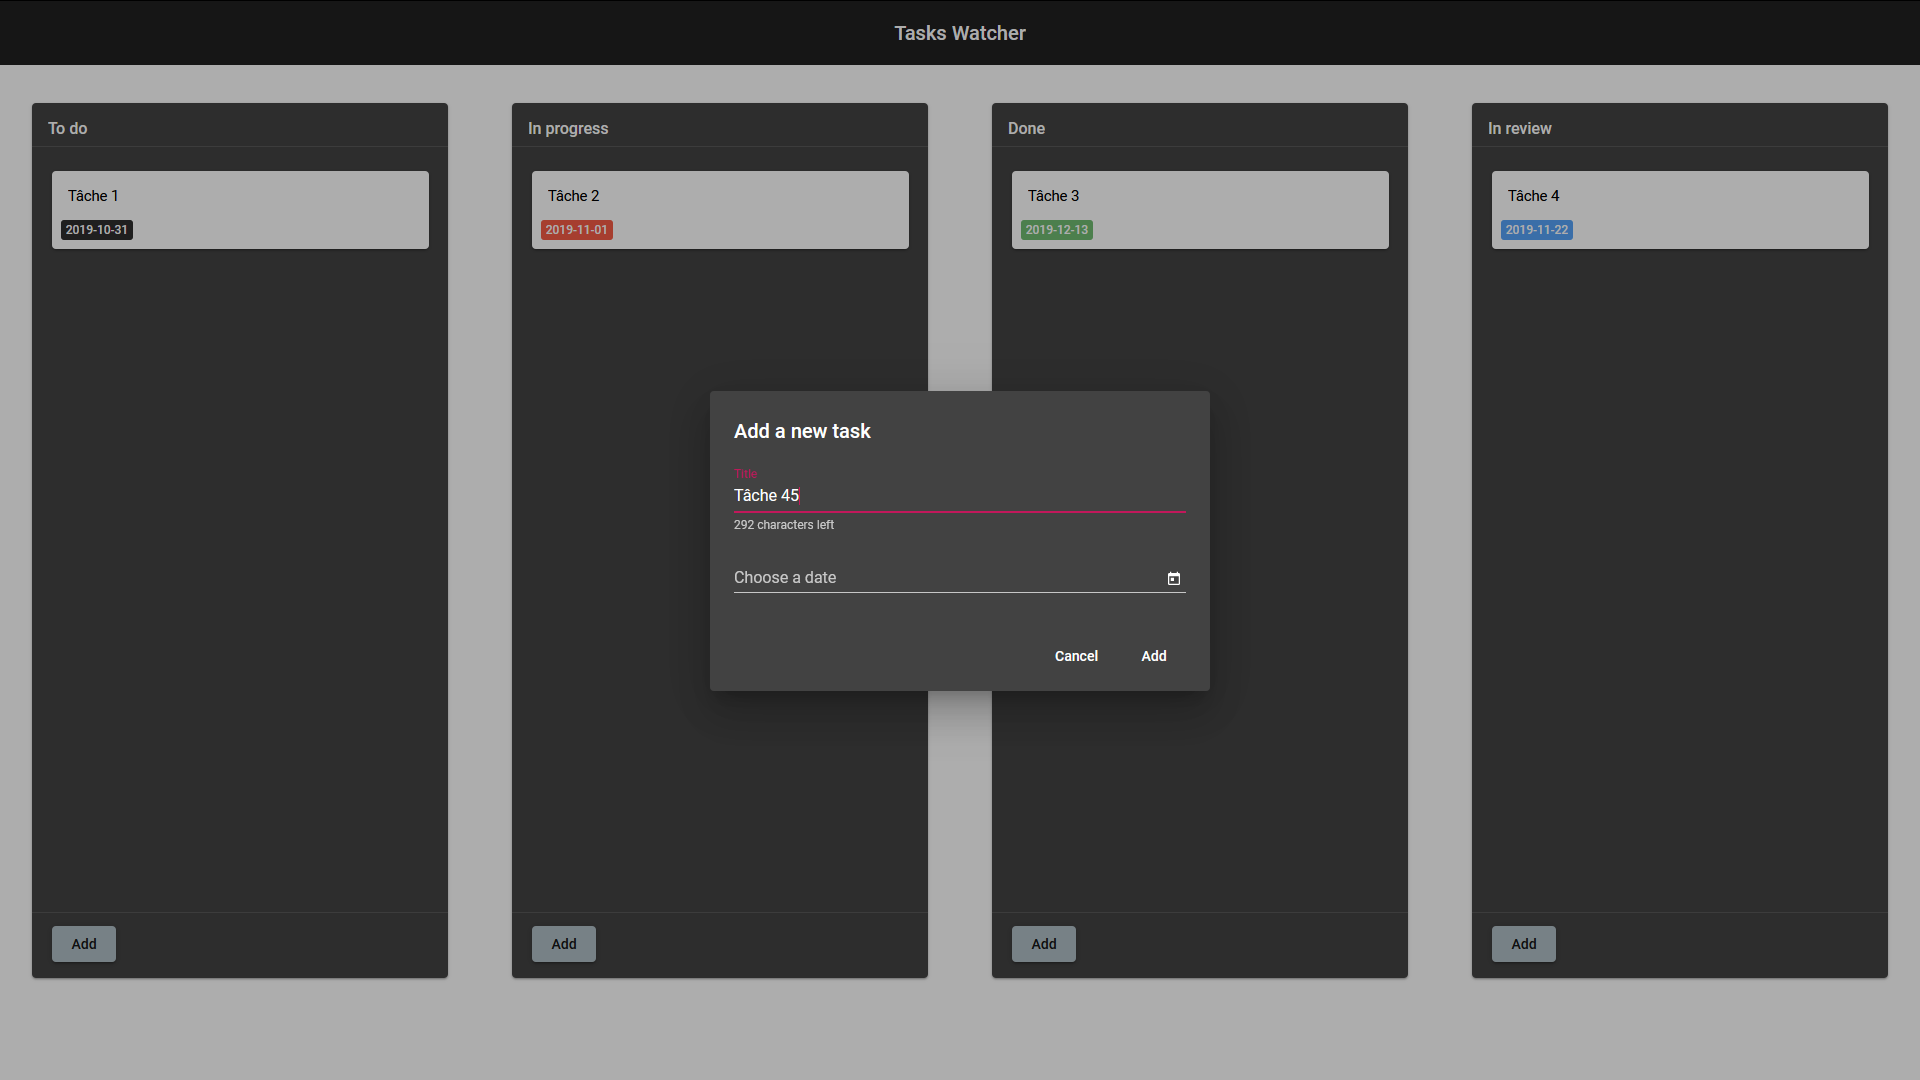 Tasks Watcher
To do
Tâche 1
2019-10-31
Add
In progress
Tâche 2
2019-11-01
Add
Done
Tâche 3
2019-12-13
Add
In review
Tâche 4
2019-11-22
Add
Add a new task
Title
Tâche 45
292 characters left
Choose a date
Cancel
Add